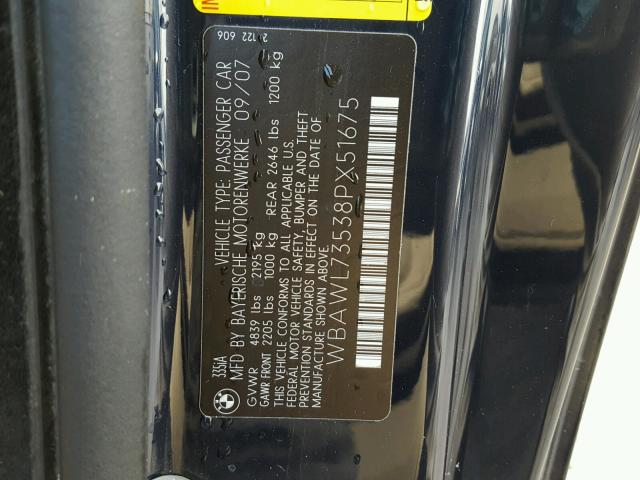 335iA
VEHICLE TYPE: PASSENGER CAR
MFD BY BAYERISCHE MOTORENWERKE 09/07
GVWR 4839 lbs 2195 kg
GAWR FRONT 2205 lbs 1000 kg REAR 2646 lbs 1200 kg
THIS VEHICLE CONFORMS TO ALL APPLICABLE U.S.
FEDERAL MOTOR VEHICLE SAFETY, BUMPER AND THEFT
PREVENTION STANDARDS IN EFFECT ON THE DATE OF
MANUFACTURE SHOWN ABOVE.
WBAWL73538PX51675
122 606